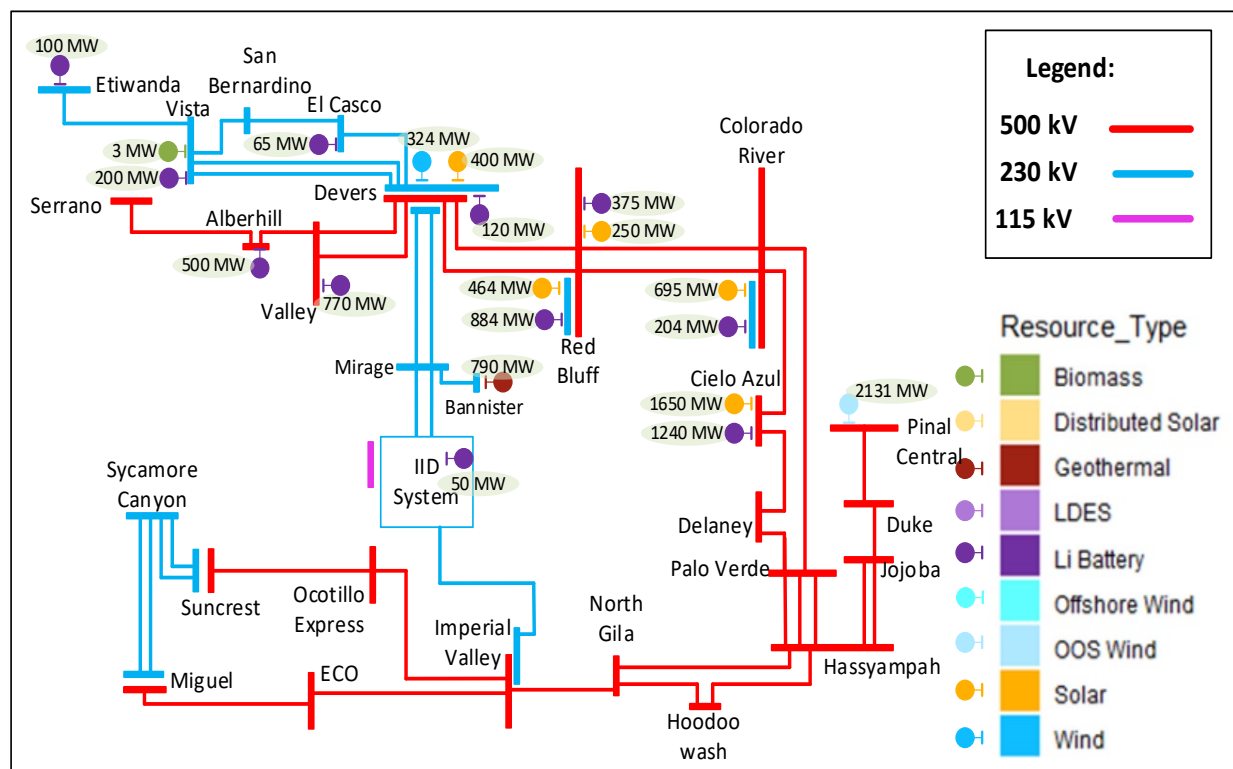 100 MW
San
Bernardino
Etiwanda
Vista
El Casco
324 MW
65 MW
400 MW
3 MW
200 MW
Devers
Serrano
Alberhill
120 MW
500 MW
770 MW
Valley
375 MW
250 MW
Colorado
River
464 MW
884 MW
Red
Bluff
695 MW
204 MW
Mirage
790 MW
Bannister
Cielo Azul
1650 MW
1240 MW
2131 MW
Pinal
Central
IID
System
50 MW
Sycamore
Canyon
Delaney
Duke
Palo Verde
Jojoba
Suncrest
Ocotillo
Express
Imperial
Valley
North
Gila
Hassyampah
Miguel
ECO
Hoodoo
wash
Legend:
500 kV
230 kV
115 kV
Resource_Type
Biomass
Distributed Solar
Geothermal
LDES
Li Battery
Offshore Wind
OOS Wind
Solar
Wind